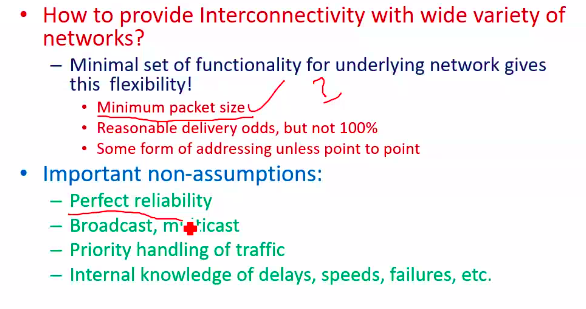 How to provide Interconnectivity with wide variety of
networks?
– Minimal set of functionality for underlying network gives
this flexibility!
• Minimum packet size
• Reasonable delivery odds, but not 100%
• Some form of addressing unless point to point
• Important non-assumptions:
– Perfect reliability
– Broadcast,
– Priority handling of traffic
– Internal knowledge of delays, speeds, failures, etc.